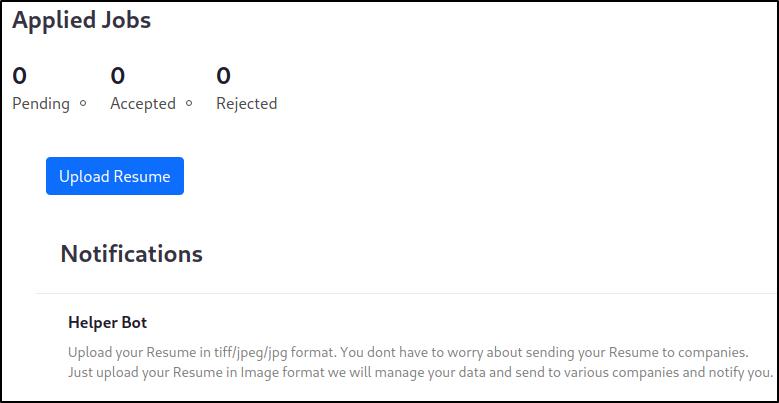 Applied Jobs
0 0 0
Pending Accepted Rejected
Upload Resume
Notifications
Helper Bot
Upload your Resume in tiff/jpeg/jpg format. You dont have to worry about sending your Resume to companies.
Just upload your Resume in Image format we will manage your data and send to various companies and notify you.